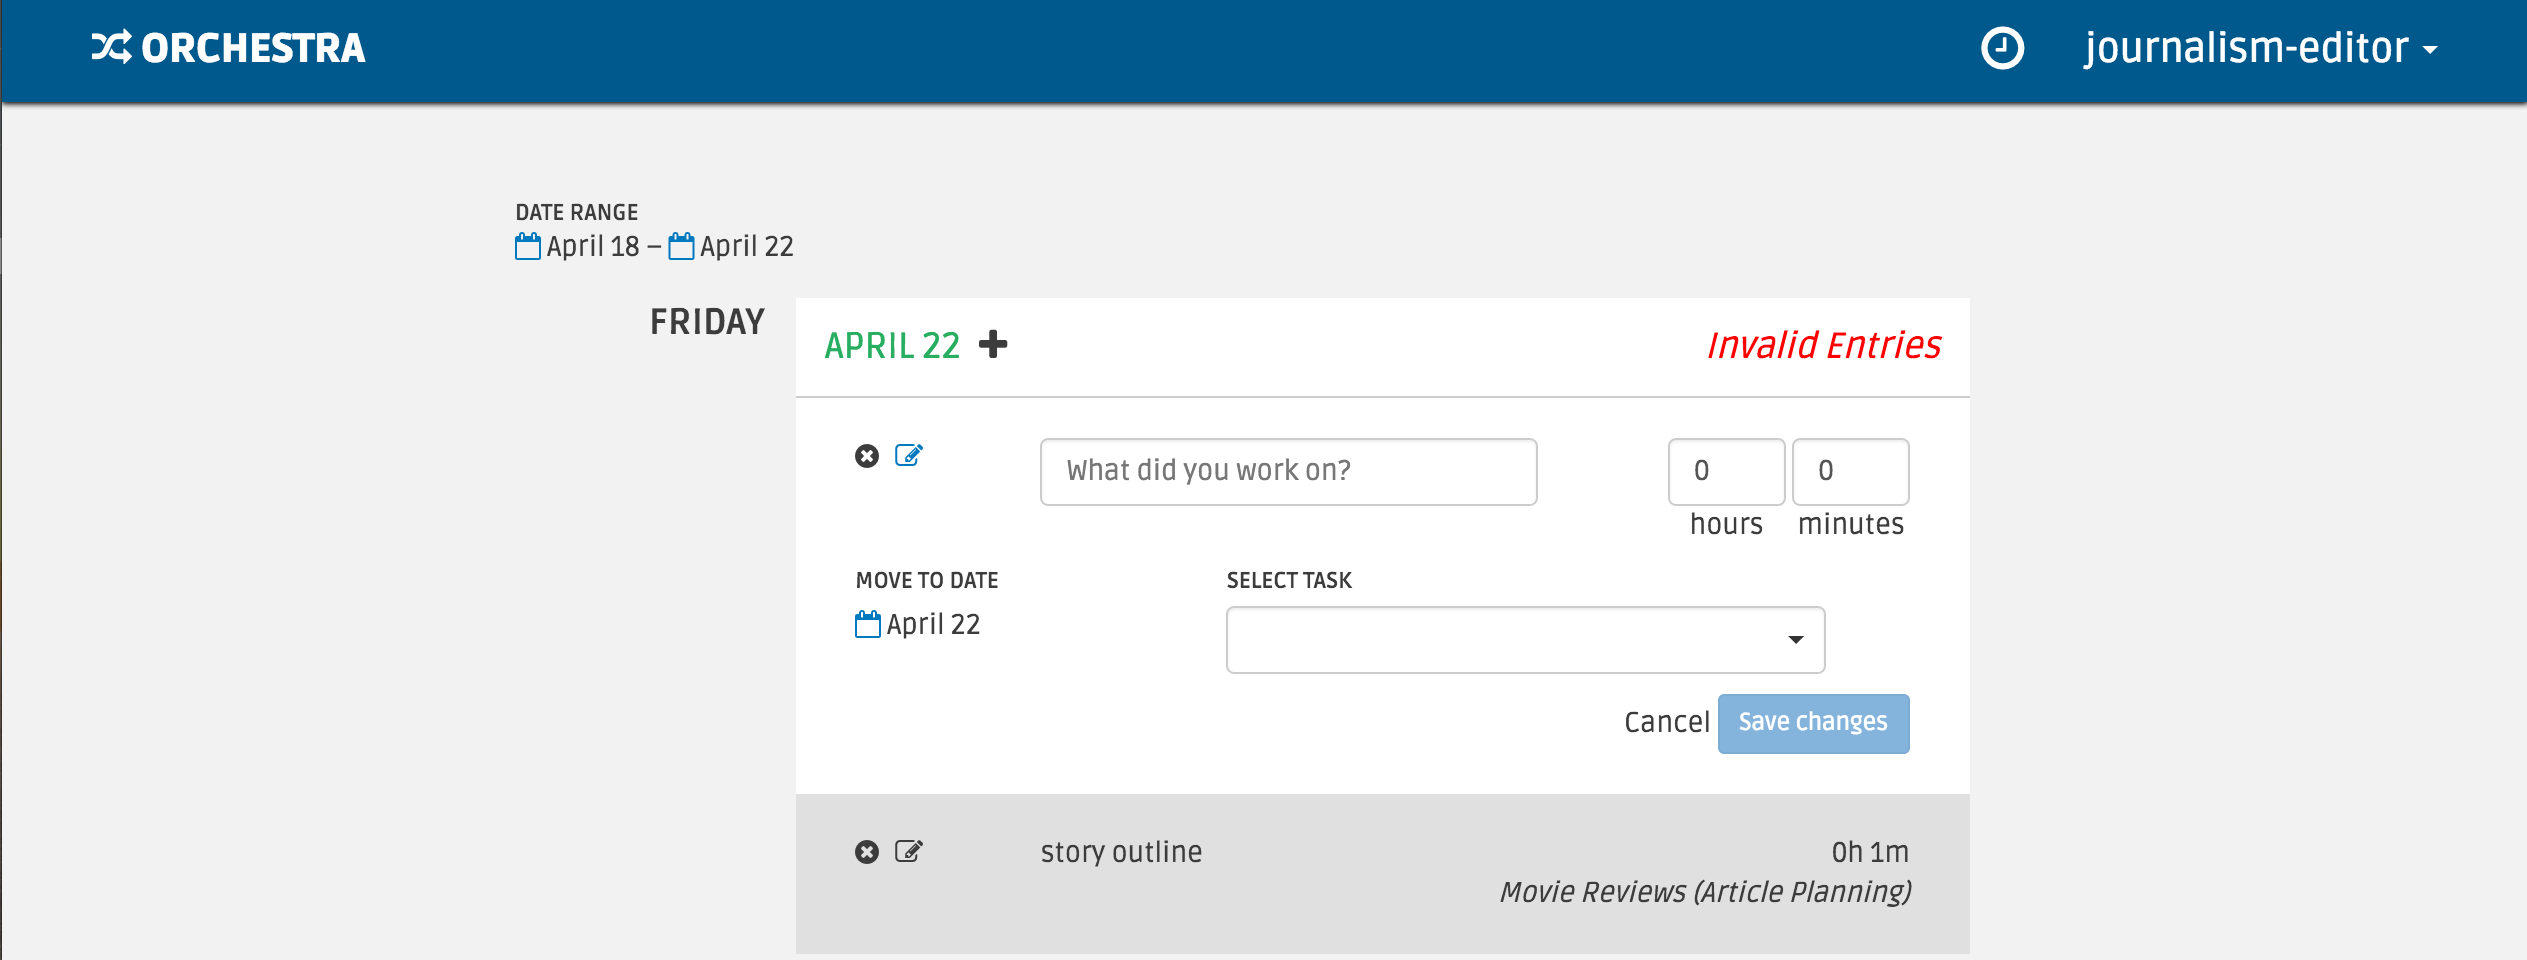 ORCHESTRA
journalism-editor
DATE RANGE
April 18 – April 22
FRIDAY
APRIL 22
Invalid Entries
What did you work on?
0 0
hours minutes
MOVE TO DATE
SELECT TASK
April 22
Cancel Save changes
story outline
0h 1m
Movie Reviews (Article Planning)